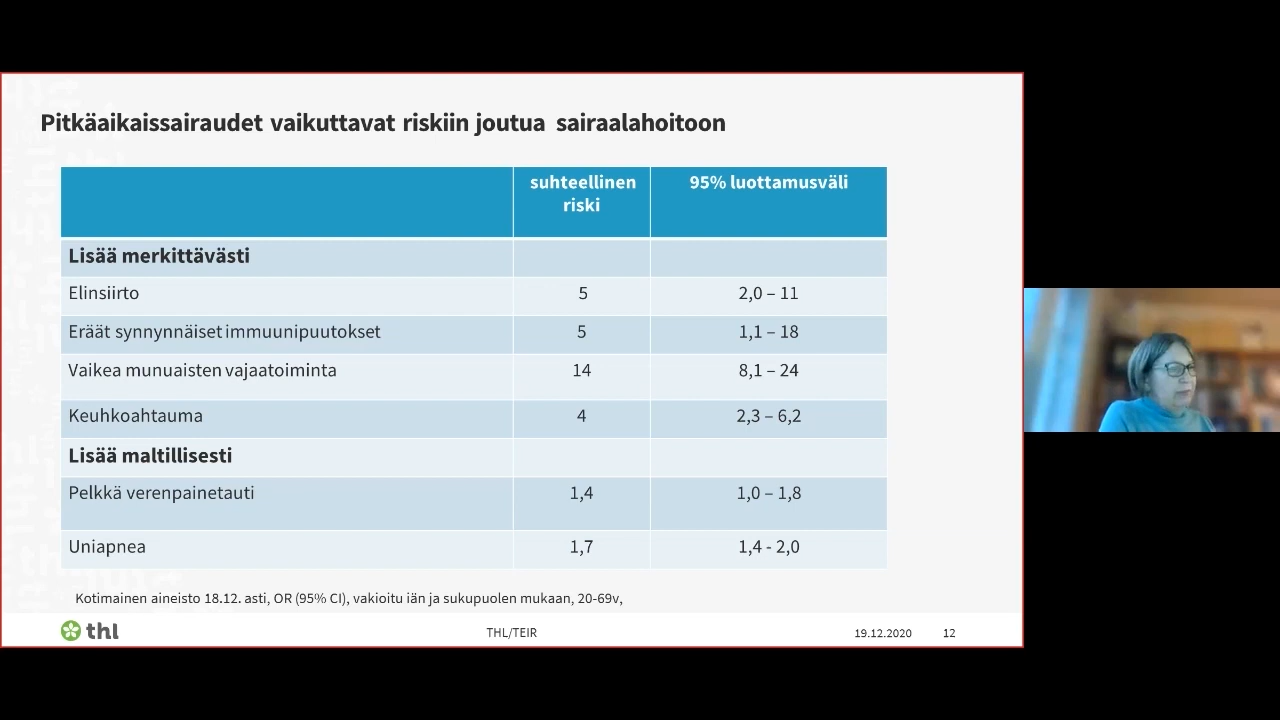 Pitkäaikaissairaudet vaikuttavat riskiin joutua sairaalahoitoon
suhteellinen riski 95% luottamusväli
Lisää merkittävästi
Elinsiirto 5 2,0 – 11
Eräät synnynnäiset immuunipuutokset 5 1,1 – 18
Vaikea munuaisten vajaatoiminta 14 8,1 – 24
Keuhkoahtauma 4 2,3 – 6,2
Lisää maltillisesti
Pelkkä verenpainetauti 1,4 1,0 – 1,8
Uniapnea 1,7 1,4 - 2,0
Kotimainen aineisto 18.12. asti, OR (95% CI), vakioitu iän ja sukupuolen mukaan, 20-69v,
thl THL/TEIR 19.12.2020 12